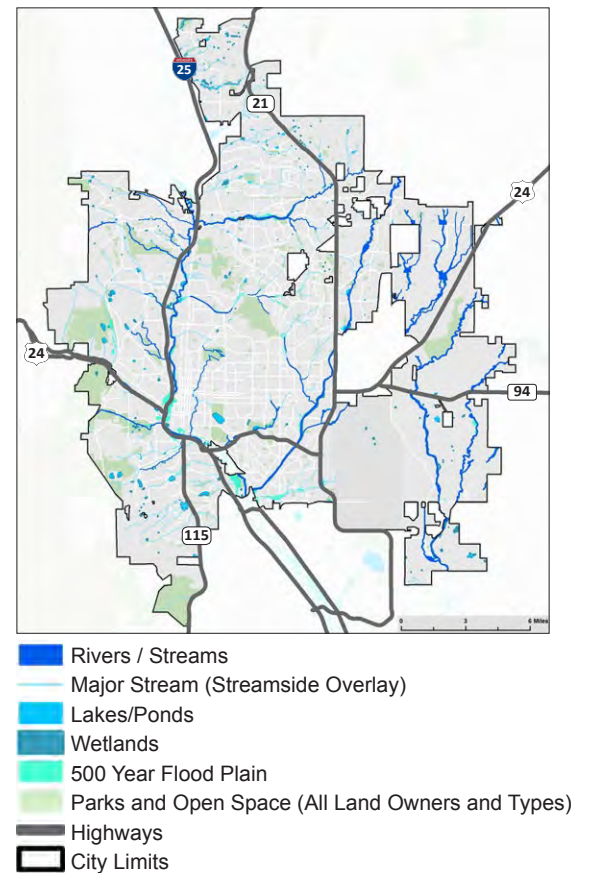 25
21
24
24
94
115
0 3 6 Miles
Rivers / Streams
Major Stream (Streamside Overlay)
Lakes/Ponds
Wetlands
500 Year Flood Plain
Parks and Open Space (All Land Owners and Types)
Highways
City Limits